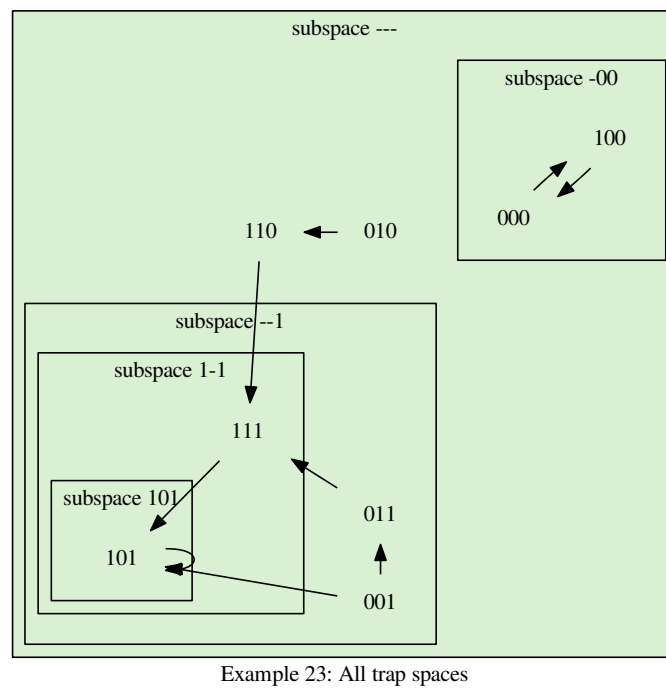 subspace ---
subspace -00
100
000
110
010
subspace --1
subspace 1-1
111
011
subspace 101
101
001
Example 23: All trap spaces